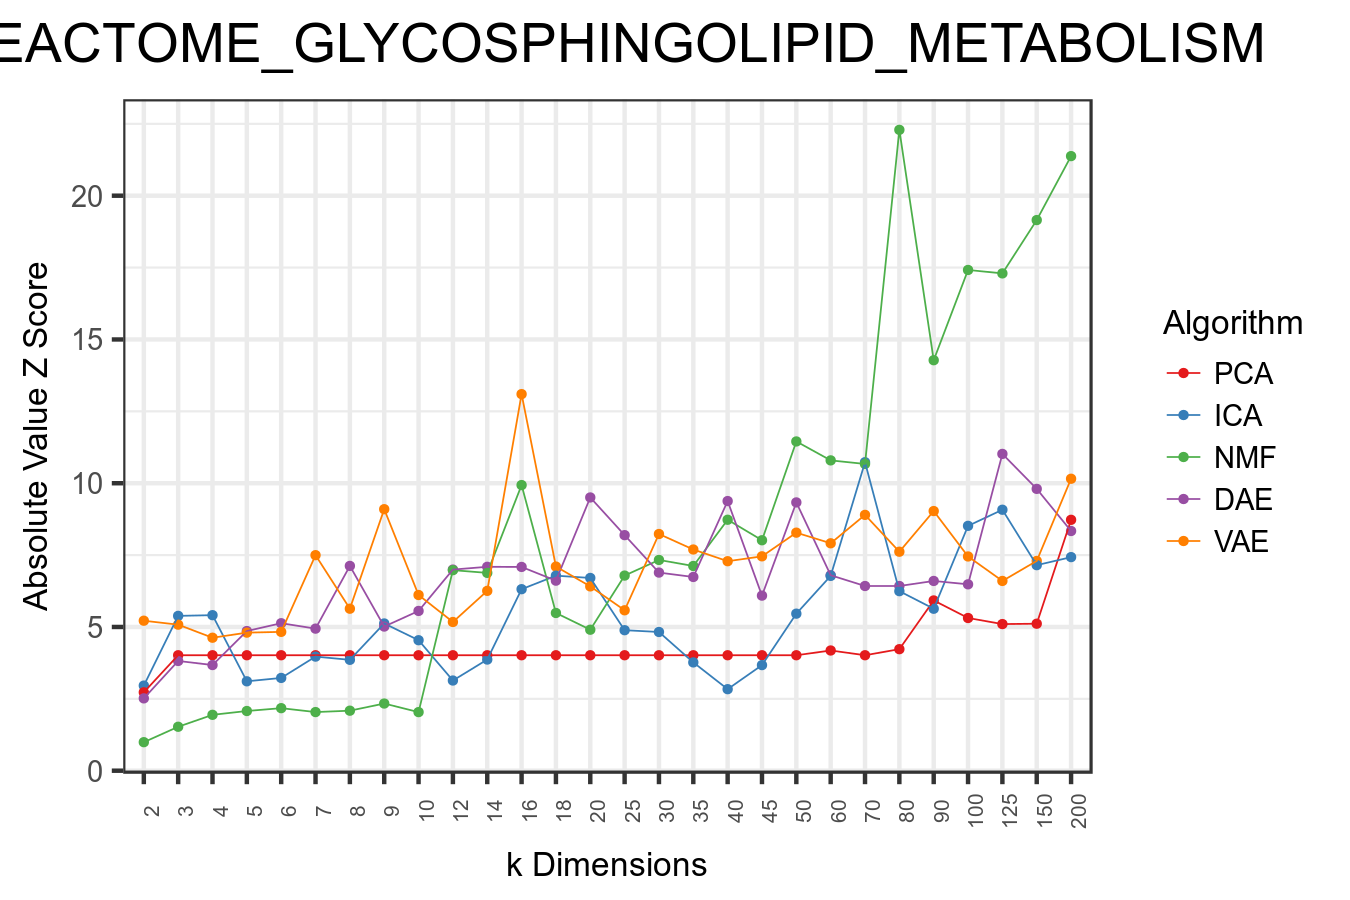 EACTOME_GLYCOSPHINGOLIPID_METABOLISM
Absolute Value Z Score
20
15
10
5
0
2 3 4 5 6 7 8 9 10 12 14 16 18 20 25 30 35 40 45 50 60 70 80 90 100 125 150 200
k Dimensions
Algorithm
PCA
ICA
NMF
DAE
VAE